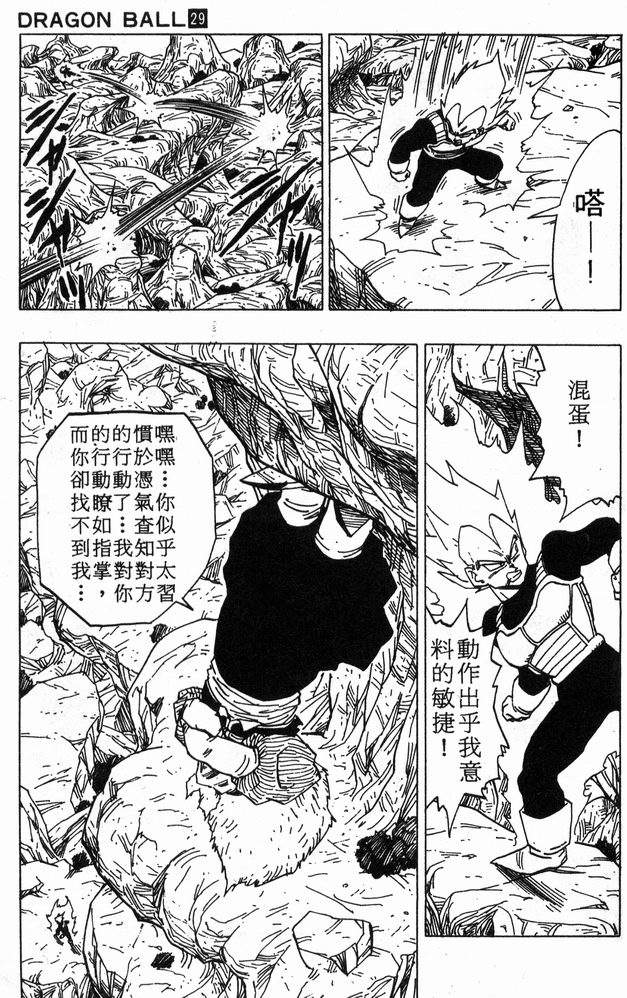 DRAGON BALL 29
嗒—！
混蛋！
動作出乎我意
料的敏捷！
嘿嘿…你似乎太習
慣於憑氣查知對方
的行動了…我對你
的行動瞭如指掌，
而你卻找不到我…